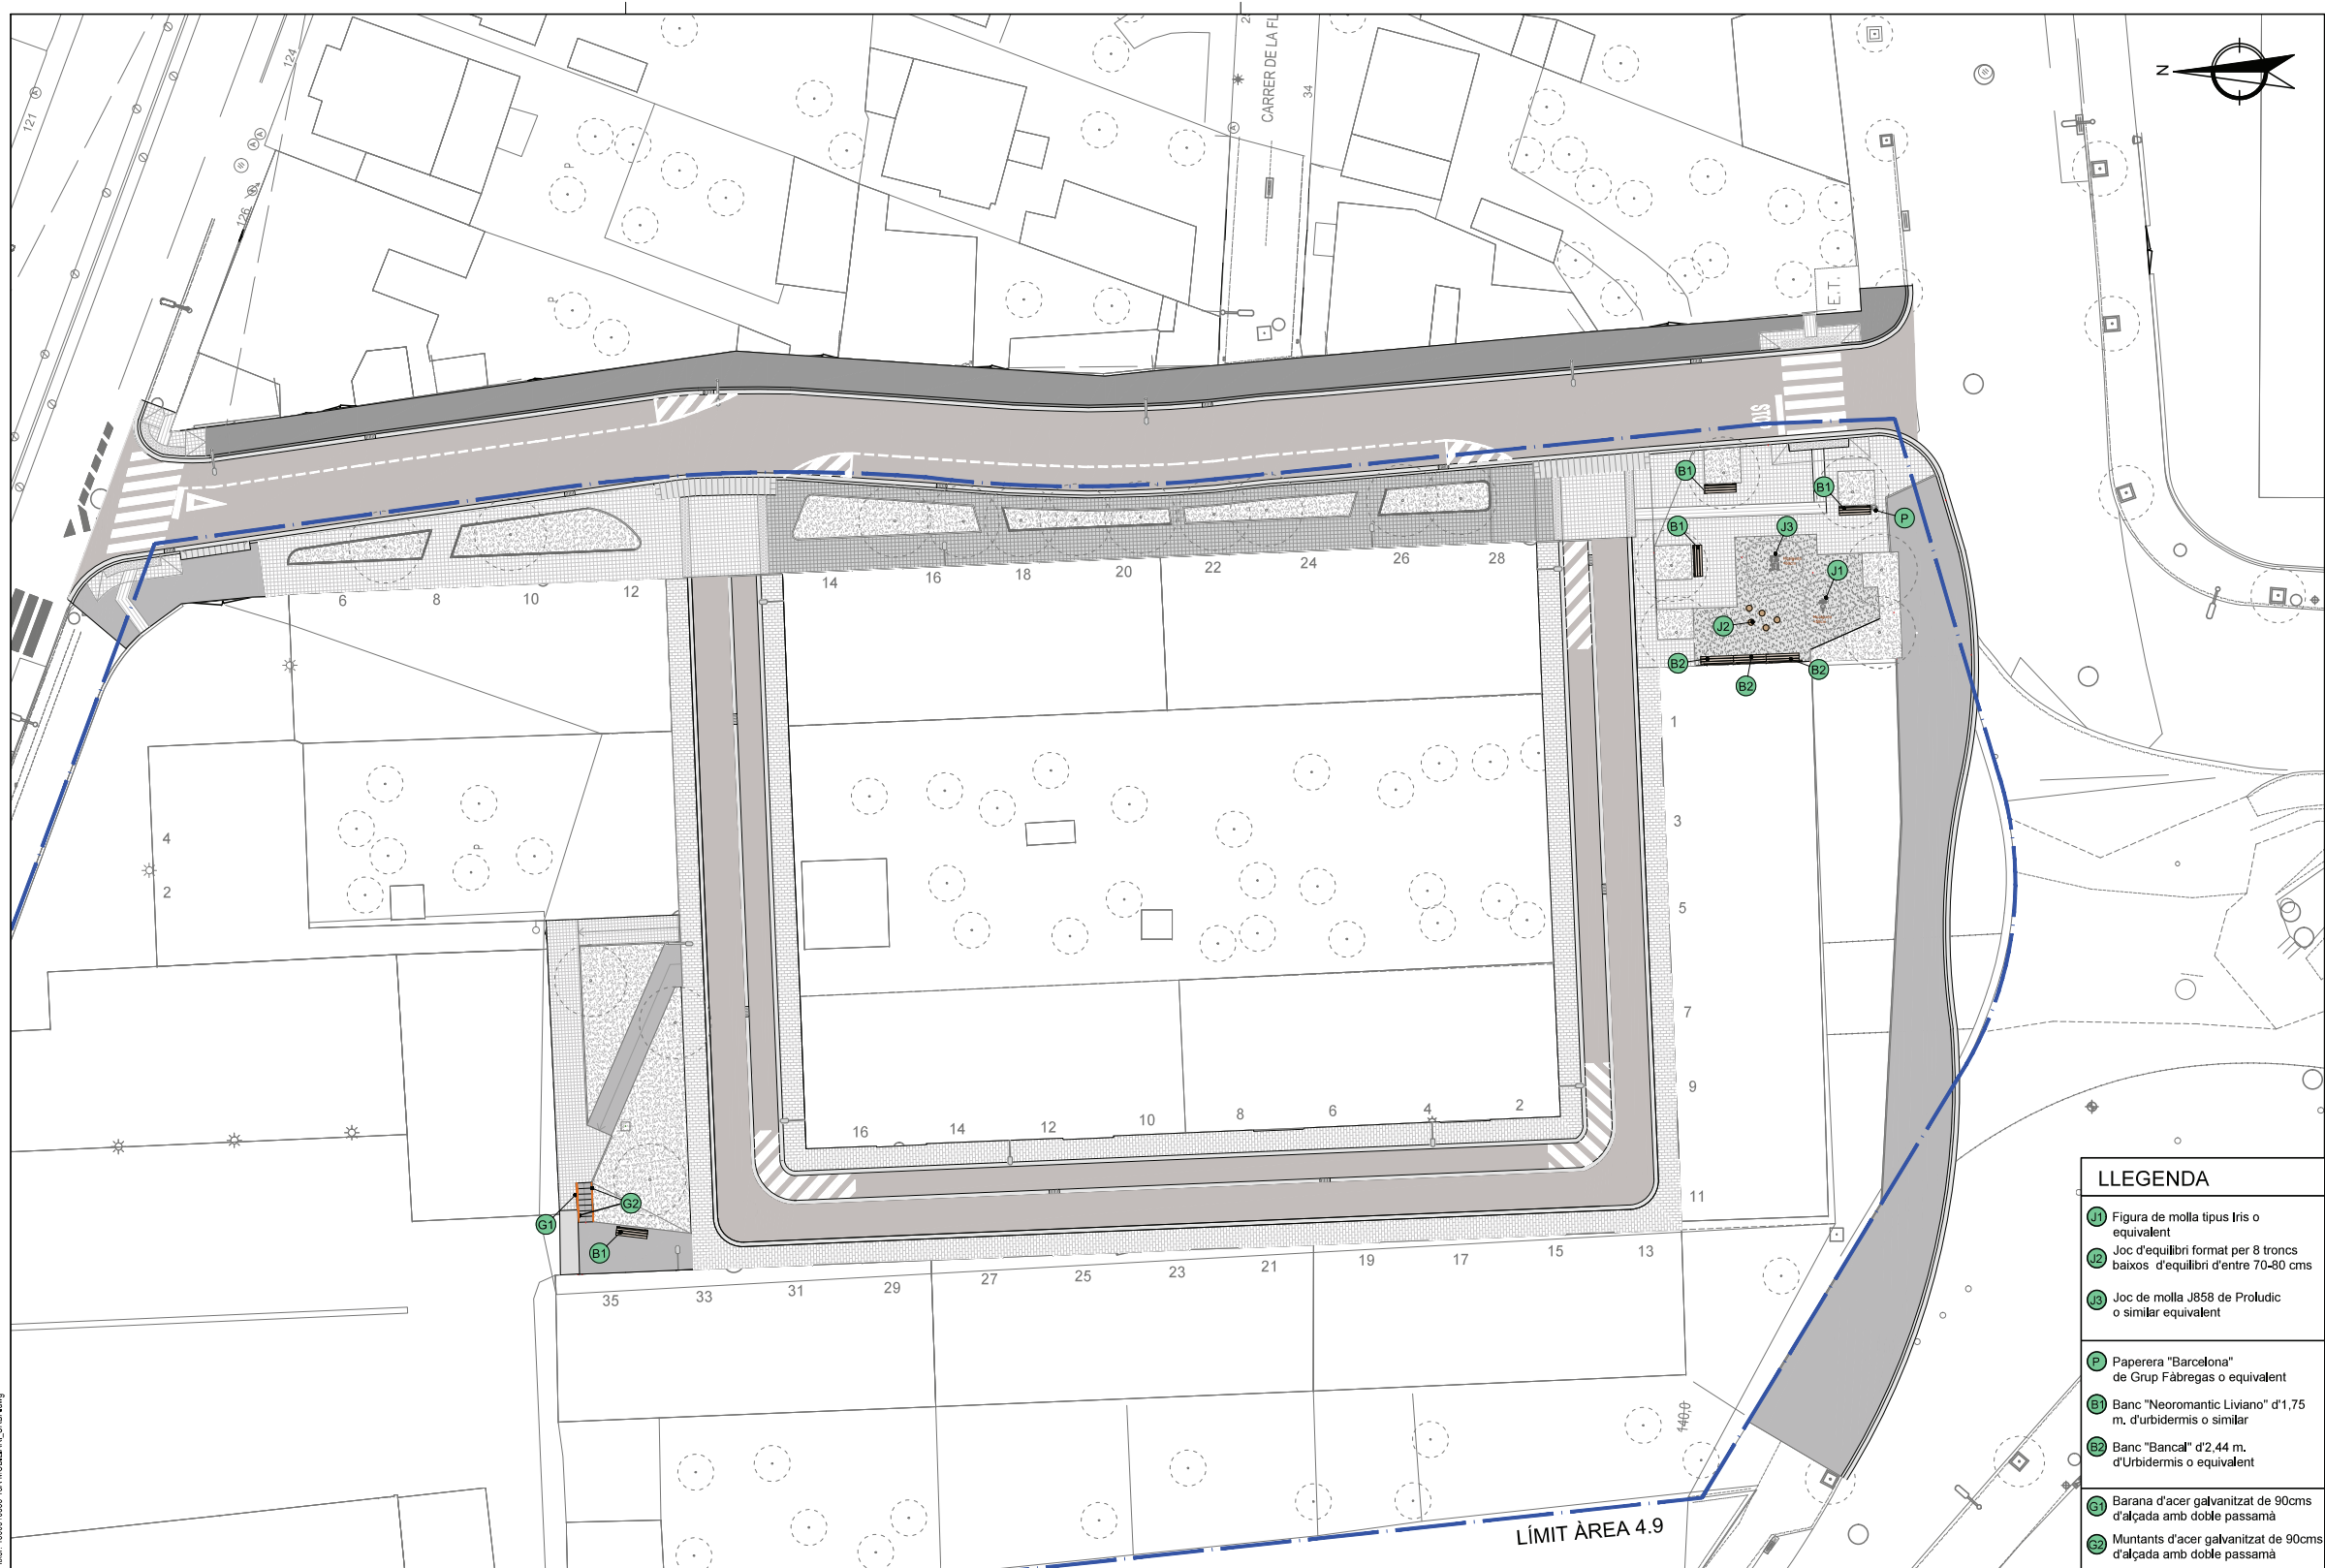 121
124
126
CARRER DE LA FL
34
N
E.T.
P
P
P
STOP
B1
B1
P
B1
J3
J1
J2
B2
B2
B2
6
8
10
12
14
16
18
20
22
24
26
28
1
3
5
7
9
11
4
2
16
14
12
10
8
6
4
2
G2
G1
B1
35
33
31
29
27
25
23
21
19
17
15
13
140,0
LÍMIT ÀREA 4.9
LLEGENDA
J1 Figura de molla tipus Iris o
equivalent
J2 Joc d'equilibri format per 8 troncs
baixos d'equilibri d'entre 70-80 cms
J3 Joc de molla J858 de Proludic
o similar equivalent
P Paperera "Barcelona"
de Grup Fàbregas o equivalent
B1 Banc "Neoromantic Liviano" d'1,75
m. d'urbidermis o similar
B2 Banc "Bancal" d'2,44 m.
d'Urbidermis o equivalent
G1 Barana d'acer galvanitzat de 90cms
d'alçada amb doble passamà
G2 Muntants d'acer galvanitzat de 90cms
d'alçada amb doble passamà